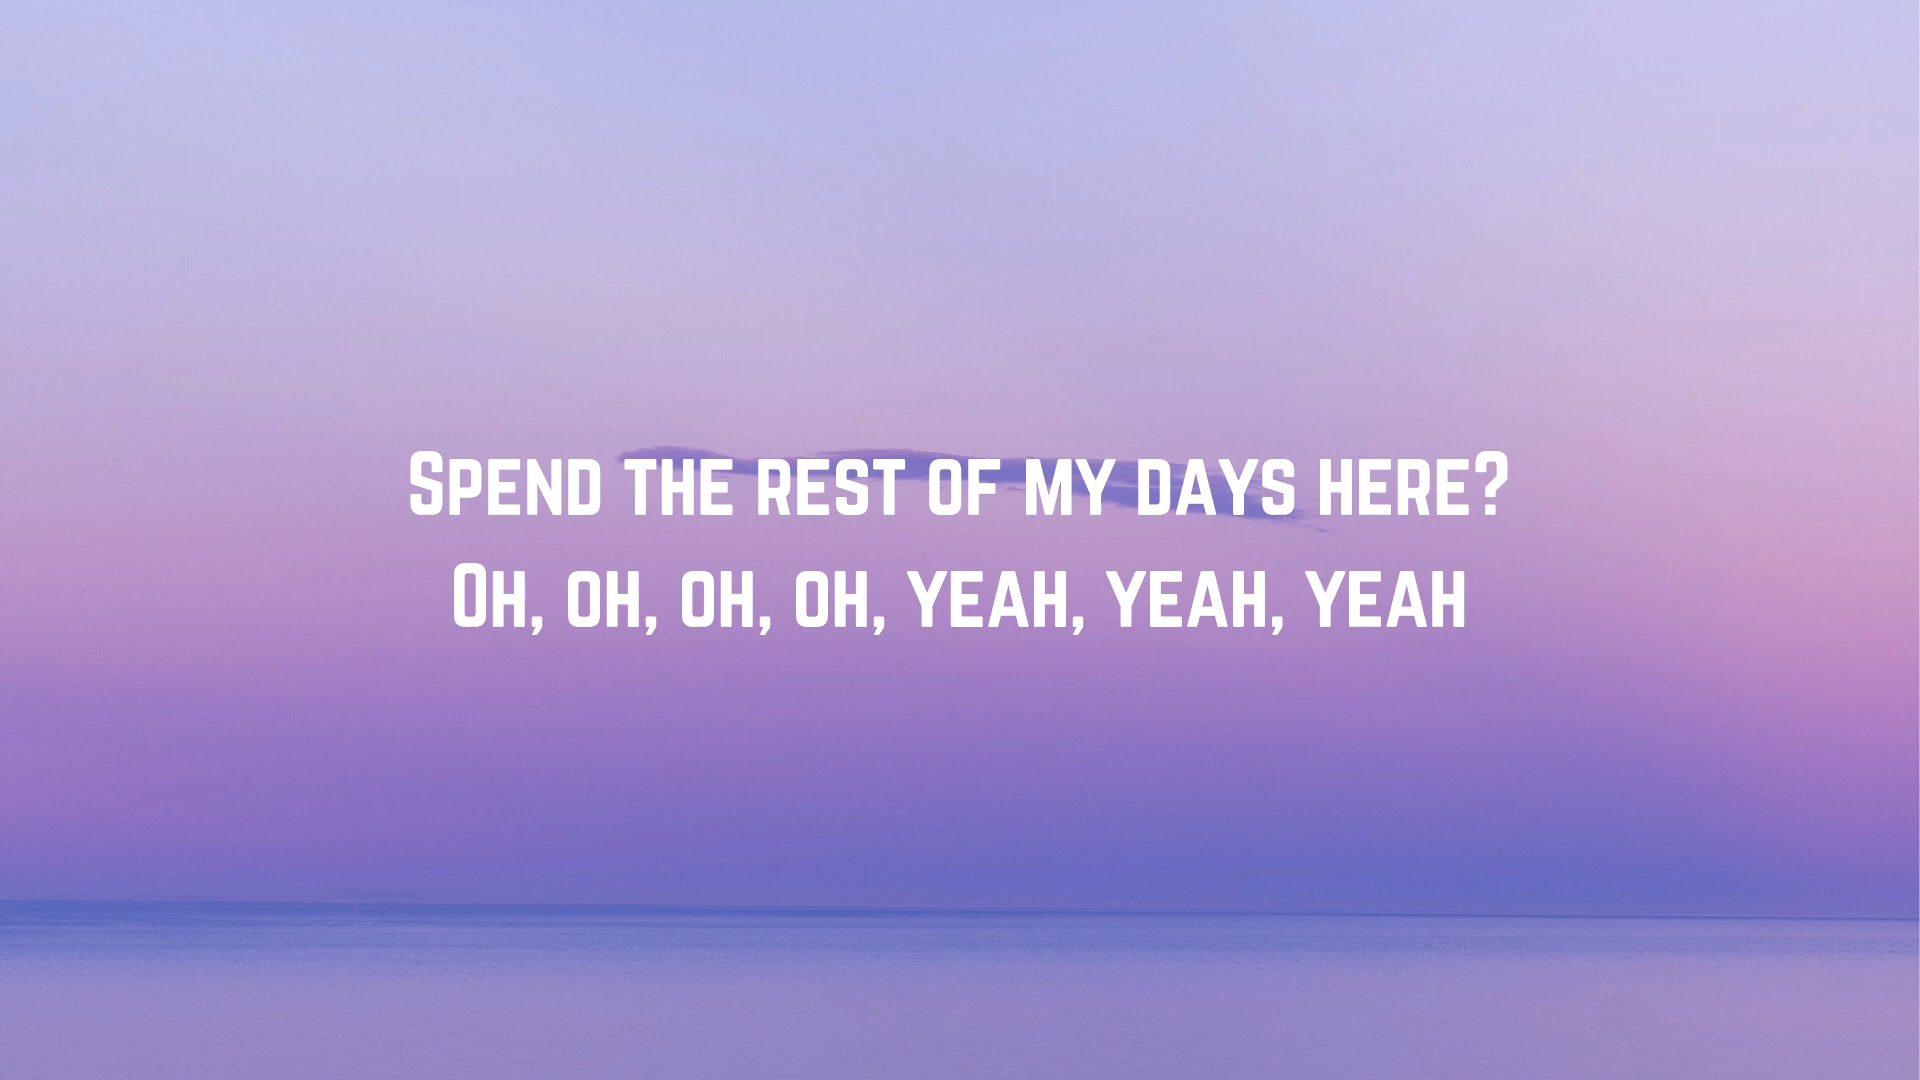 Spend the rest of my days here?
Oh, oh, oh, oh, yeah, yeah, yeah